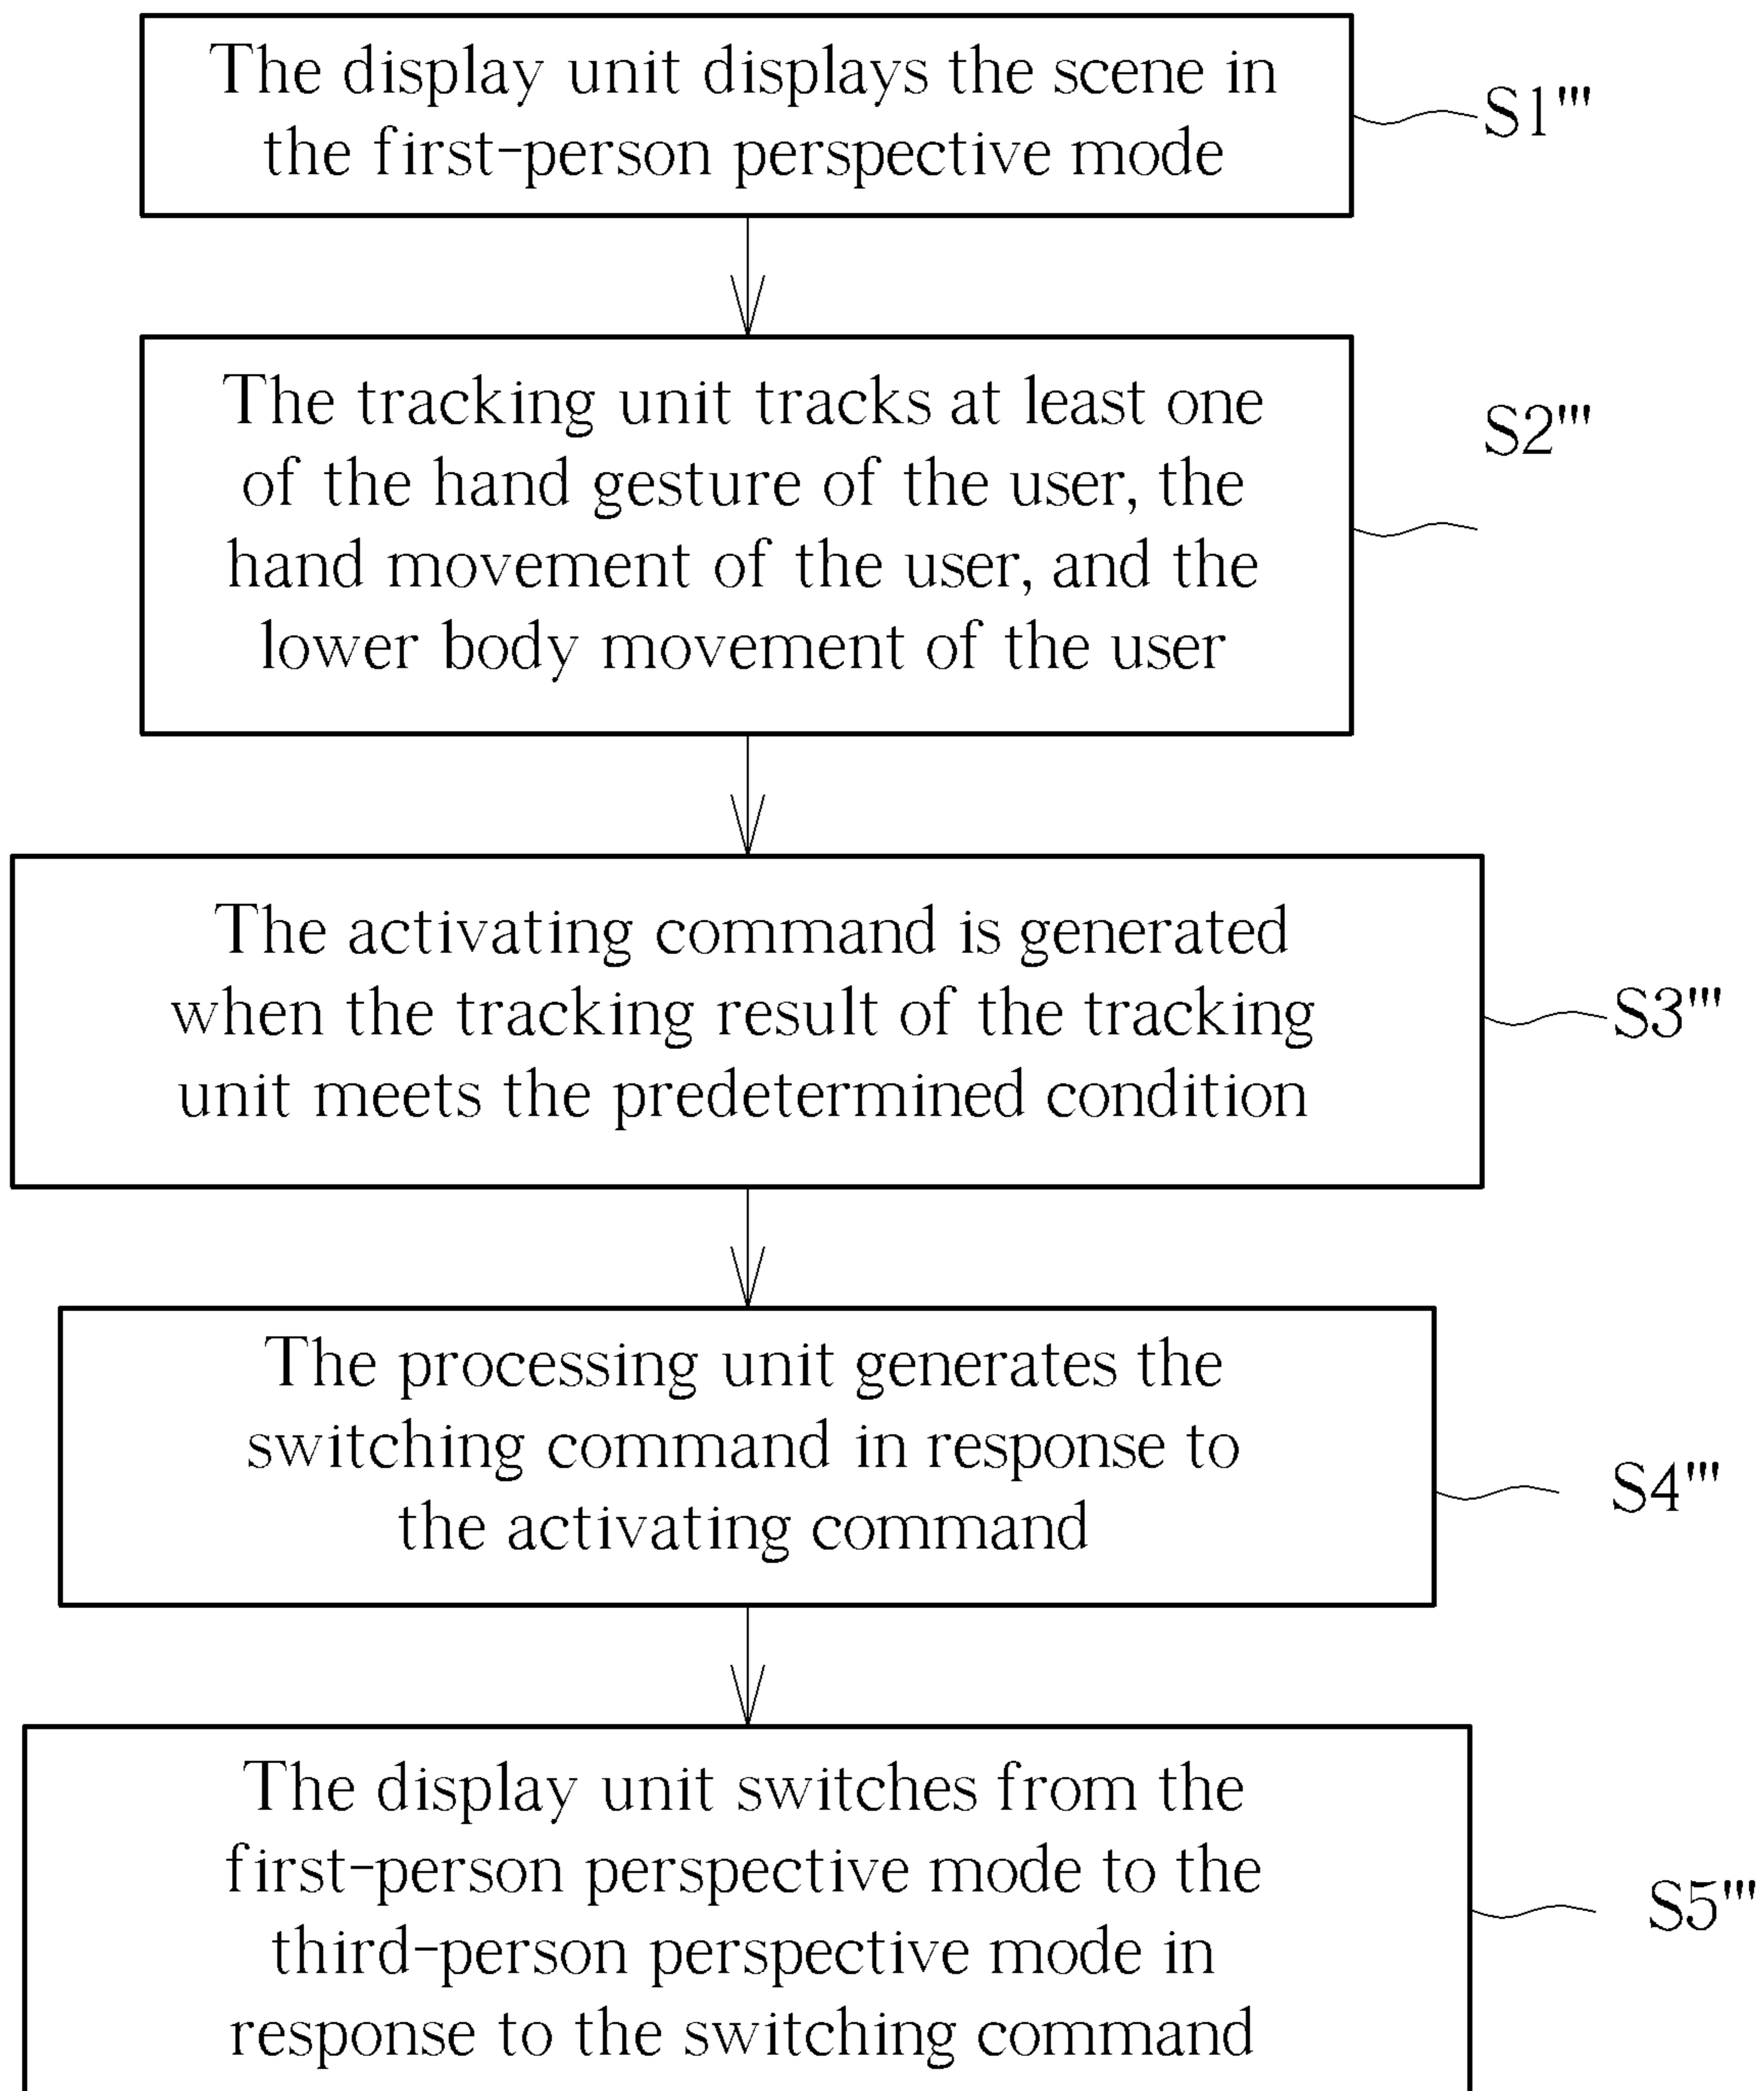 The display unit displays the scene in
the first-person perspective mode
S1'''
The tracking unit tracks at least one
of the hand gesture of the user, the
hand movement of the user, and the
lower body movement of the user
S2'''
The activating command is generated
when the tracking result of the tracking
unit meets the predetermined condition
S3'''
The processing unit generates the
switching command in response to
the activating command
S4'''
The display unit switches from the
first-person perspective mode to the
third-person perspective mode in
response to the switching command
S5'''